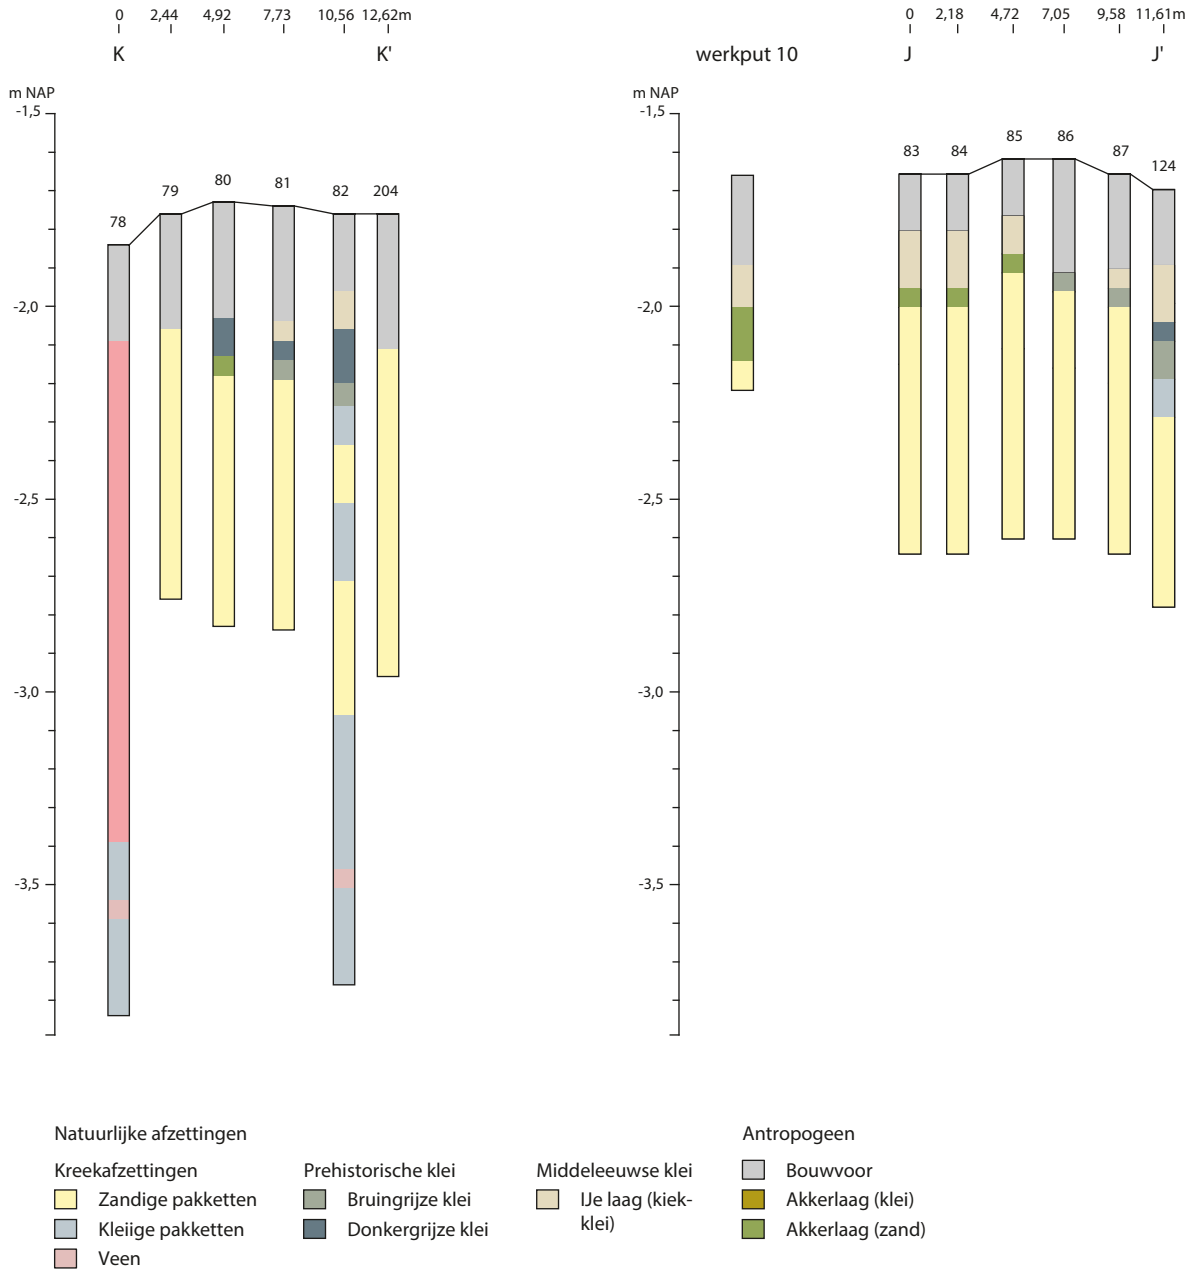 0 2,44 4,92 7,73 10,56 12,62m
K K'
m NAP
-1,5
78 79 80 81 82 204
-2,0
-2,5
-3,0
-3,5
0 2,18 4,72 7,05 9,58 11,61m
werkput 10 J J'
m NAP
-1,5
83 84 85 86 87 124
-2,0
-2,5
-3,0
-3,5
Natuurlijke afzettingen
Kreekafzettingen
Zandige pakketten
Kleiige pakketten
Veen
Prehistorische klei
Bruingrijze klei
Donkergrijze klei
Middeleeuwse klei
IJe laag (kiek-
klei)
Antropogeen
Bouwvoor
Akkerlaag (klei)
Akkerlaag (zand)